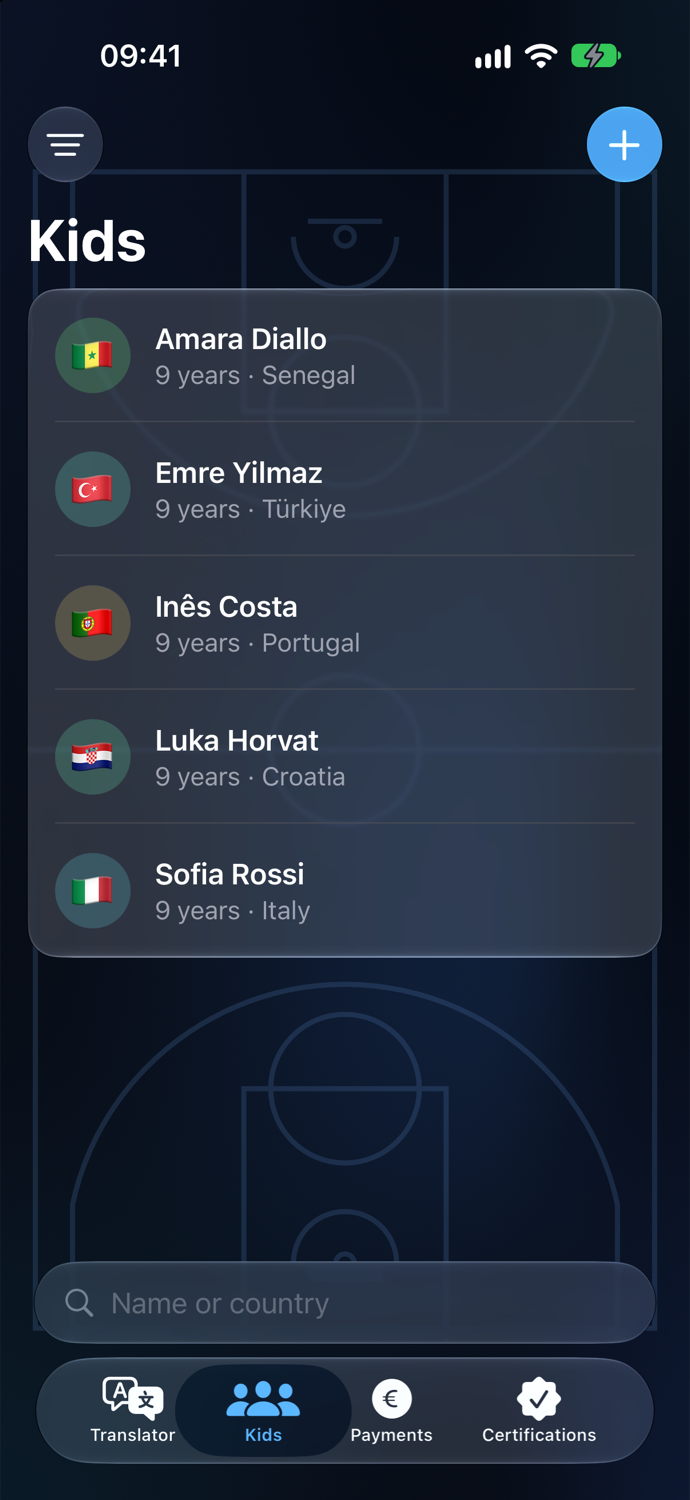 09:41
Kids
Amara Diallo
9 years · Senegal
Emre Yilmaz
9 years · Türkiye
Inês Costa
9 years · Portugal
Luka Horvat
9 years · Croatia
Sofia Rossi
9 years · Italy
Name or country
A 文
€
Translator Kids Payments Certifications